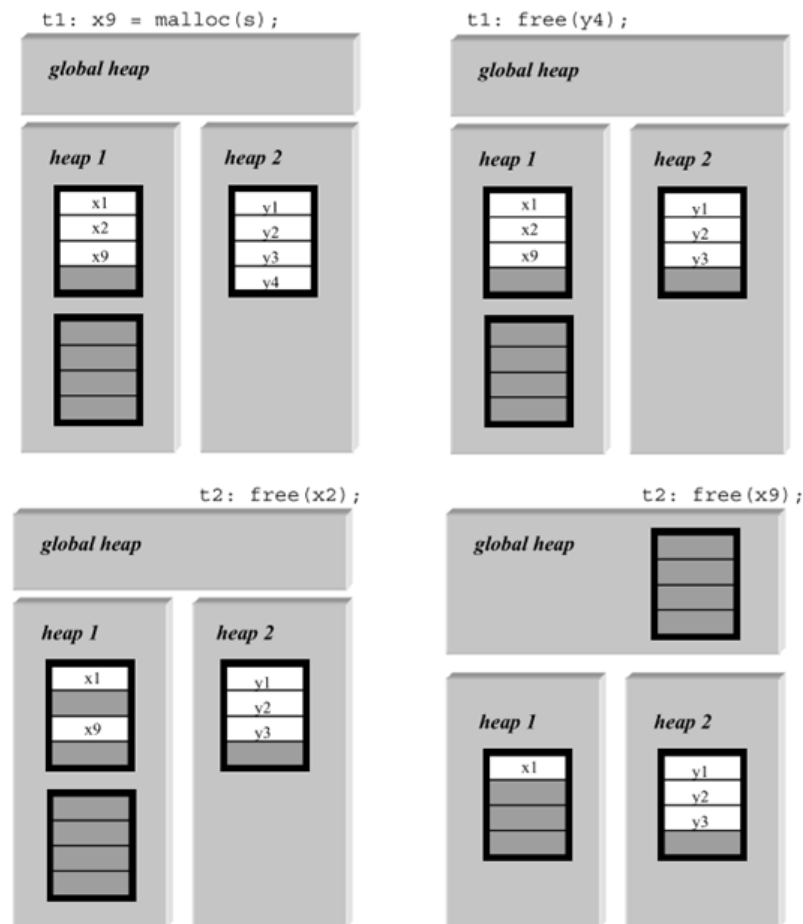 t1: x9 = malloc(s);
global heap
heap 1
heap 2
x1
x2
x9
y1
y2
y3
y4
t1: free(y4);
global heap
heap 1
heap 2
x1
x2
x9
y1
y2
y3
t2: free(x2);
global heap
heap 1
heap 2
x1
x9
y1
y2
y3
t2: free(x9);
global heap
heap 1
heap 2
x1
y1
y2
y3